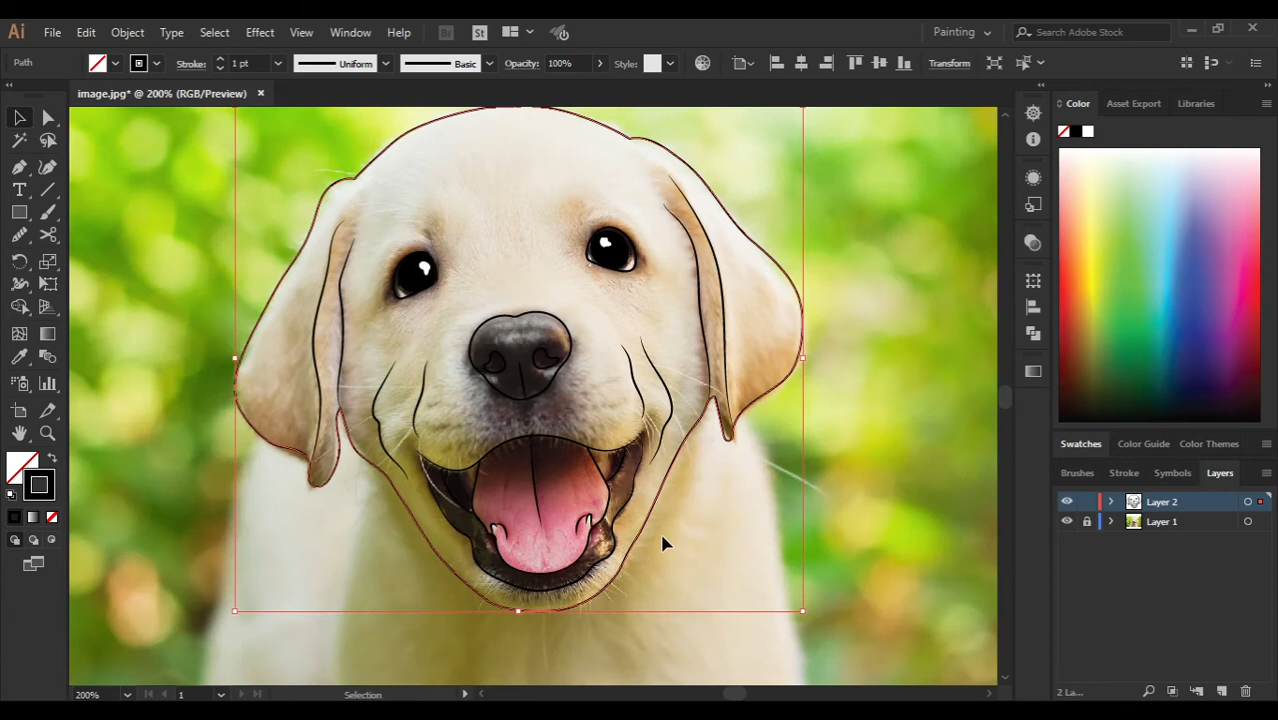 Ai File Edit Object Type Select Effect View Window Help Br St Painting Search Adobe Stock
Path Stroke: 1 pt Uniform Basic Opacity: 100% Style: Transform
image.jpg* @ 200% (RGB/Preview)
Color Asset Export Libraries
Swatches Color Guide Color Themes
Brushes Stroke Symbols Layers
Layer 2
Layer 1
200% 1 Selection 2 La...